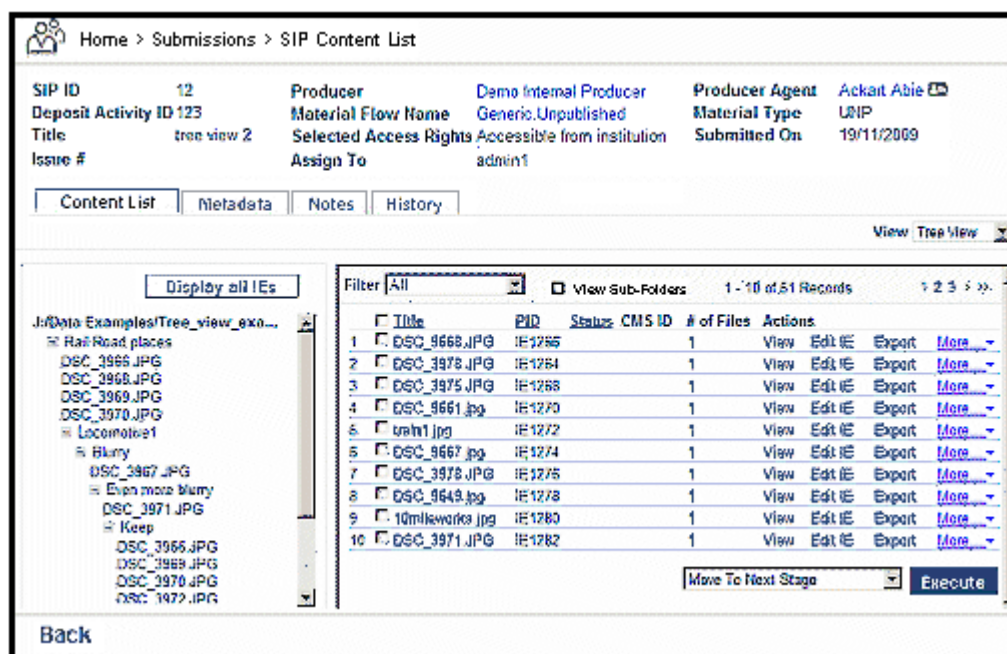 Home > Submissions > SIP Content List
SIP ID 12 Producer Demo Internal Producer Producer Agent Ackart Abie
Deposit Activity ID 123 Material Flow Name Generic.Unpublished Material Type UNP
Title tree view 2 Selected Access Rights Accessible from institution Submitted On 19/11/2009
Issue # Assign To admin1
Content List Metadata Notes History
View Tree View
Display all IEs
J:/Data Examples/Tree_view_exa...
Rail Road places
DSC_3966.JPG
DSC_3968.JPG
DSC_3969.JPG
DSC_3970.JPG
Locomotive1
Blurry
DSC_3967.JPG
Even more blurry
DSC_3971.JPG
Keep
DSC_3966.JPG
DSC_3969.JPG
DSC_3970.JPG
DSC_3972.JPG
Filter All View Sub-Folders 1 - 10 of 51 Records 1 2 3 > >>
Title PID Status CMS ID # of Files Actions
1 DSC_9668.JPG IE1266 1 View Edit IE Export More...
2 DSC_3978.JPG IE1264 1 View Edit IE Export More...
3 DSC_3975.JPG IE1268 1 View Edit IE Export More...
4 DSC_9661.jpg IE1270 1 View Edit IE Export More...
5 train1.jpg IE1272 1 View Edit IE Export More...
6 DSC_9667.jpg IE1274 1 View Edit IE Export More...
7 DSC_3978.JPG IE1276 1 View Edit IE Export More...
8 DSC_9649.jpg IE1278 1 View Edit IE Export More...
9 10mileworks.jpg IE1280 1 View Edit IE Export More...
10 DSC_3971.JPG IE1282 1 View Edit IE Export More...
Move To Next Stage Execute
Back